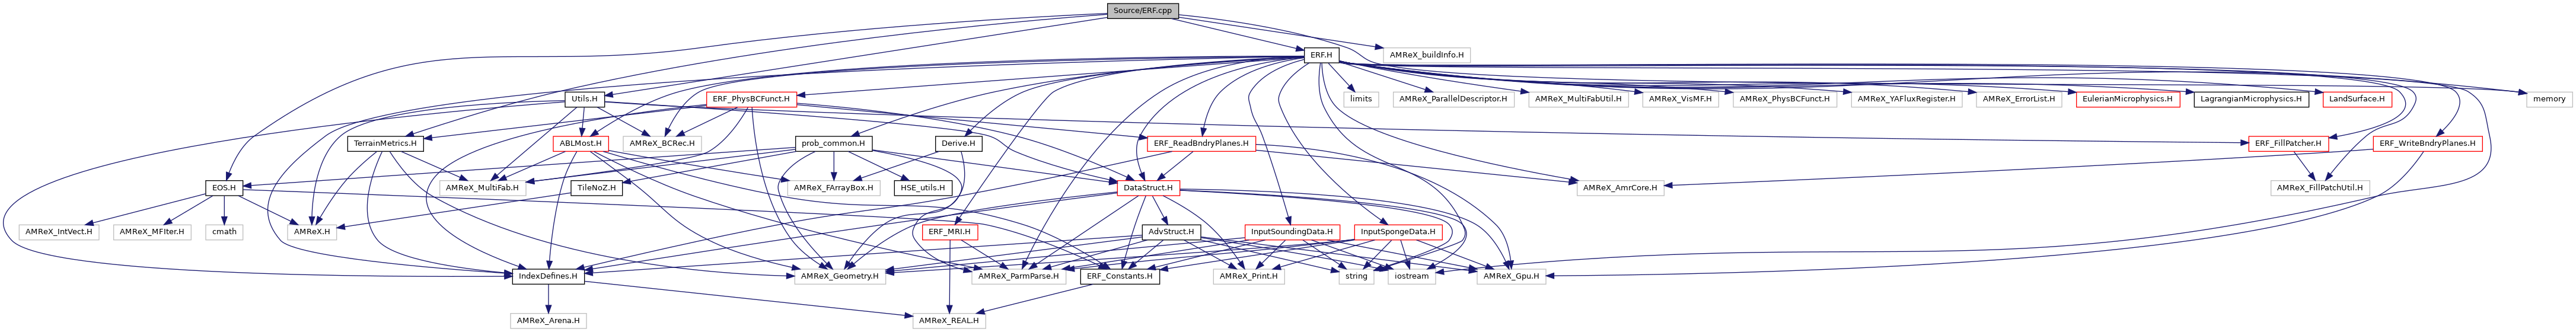 Source/ERF.cpp
ERF.H
AMReX_buildInfo.H
Utils.H
ERF_PhysBCFunct.H
limits
AMReX_ParallelDescriptor.H
AMReX_MultiFabUtil.H
AMReX_VisMF.H
AMReX_PhysBCFunct.H
AMReX_YAFluxRegister.H
AMReX_ErrorList.H
EulerianMicrophysics.H
LagrangianMicrophysics.H
LandSurface.H
memory
TerrainMetrics.H
ABLMost.H
AMReX_BCRec.H
prob_common.H
Derive.H
ERF_ReadBndryPlanes.H
ERF_FillPatcher.H
ERF_WriteBndryPlanes.H
EOS.H
AMReX_MultiFab.H
TileNoZ.H
AMReX_FArrayBox.H
HSE_utils.H
DataStruct.H
AMReX_AmrCore.H
AMReX_FillPatchUtil.H
AMReX_IntVect.H
AMReX_MFIter.H
cmath
AMReX.H
ERF_MRI.H
AdvStruct.H
InputSoundingData.H
InputSpongeData.H
IndexDefines.H
AMReX_Geometry.H
AMReX_ParmParse.H
ERF_Constants.H
AMReX_Print.H
string
iostream
AMReX_Gpu.H
AMReX_Arena.H
AMReX_REAL.H